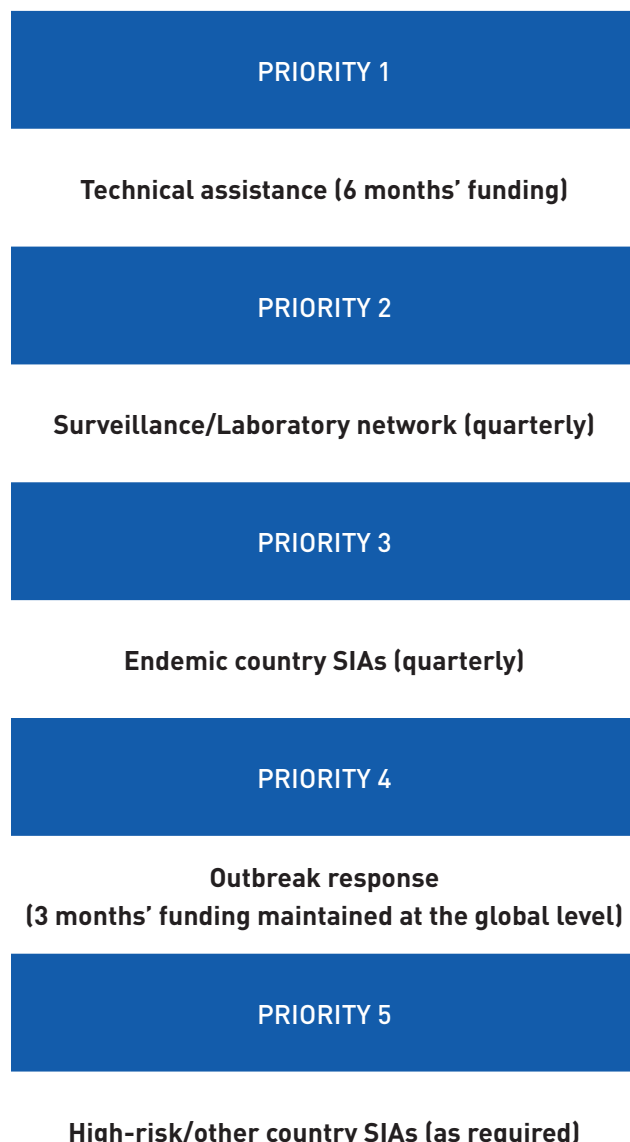 PRIORITY 1
Technical assistance (6 months’ funding)
PRIORITY 2
Surveillance/Laboratory network (quarterly)
PRIORITY 3
Endemic country SIAs (quarterly)
PRIORITY 4
Outbreak response
(3 months’ funding maintained at the global level)
PRIORITY 5
High-risk/other country SIAs (as required)